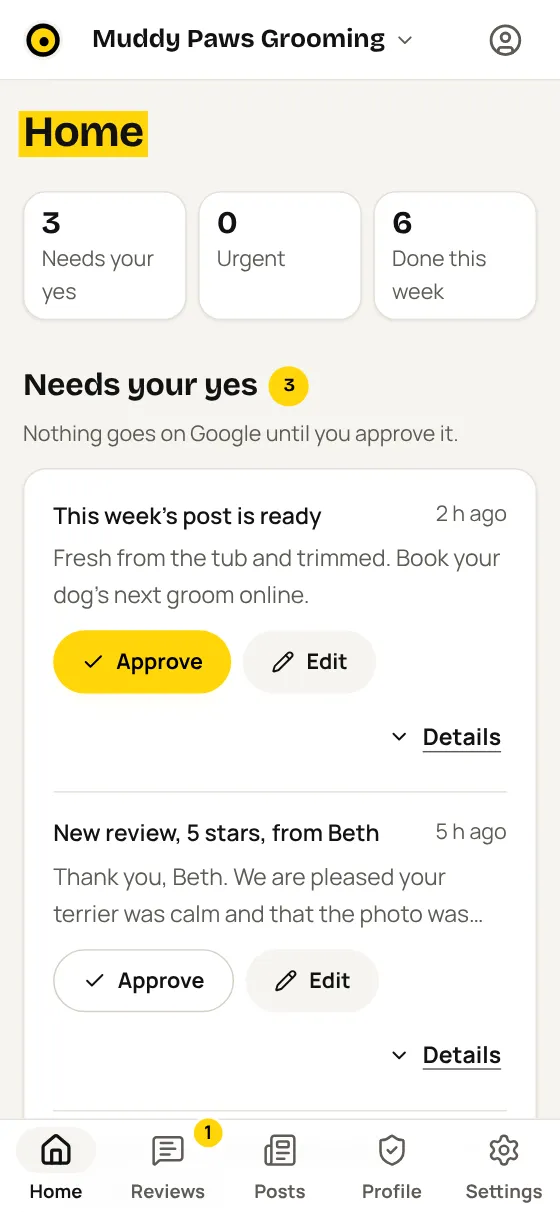 Muddy Paws Grooming
Home
3
Needs your
yes
0
Urgent
6
Done this
week
Needs your yes 3
Nothing goes on Google until you approve it.
This week's post is ready 2 h ago
Fresh from the tub and trimmed. Book your
dog's next groom online.
Approve Edit
Details
New review, 5 stars, from Beth 5 h ago
Thank you, Beth. We are pleased your
terrier was calm and that the photo was...
Approve Edit
Details
1
Home Reviews Posts Profile Settings